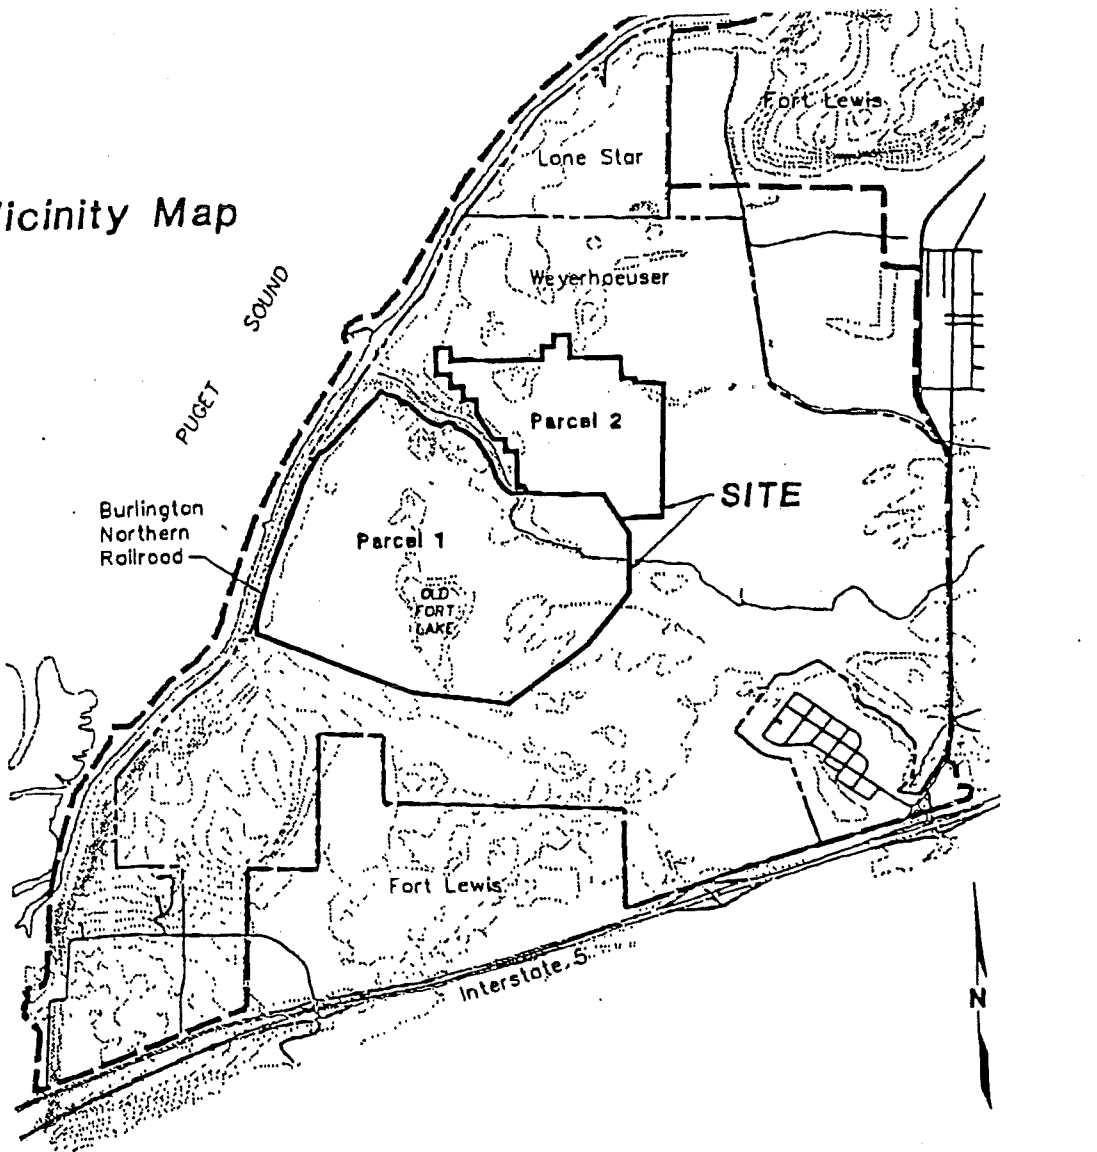 Fort Lewis
Lone Star
icinity Map
Weyerhaeuser
SOUND
PUGET
Parcel 2
SITE
Burlington
Northern
Railroad
Parcel 1
OLD
FORT
LAKE
Fort Lewis
Interstate 5
N